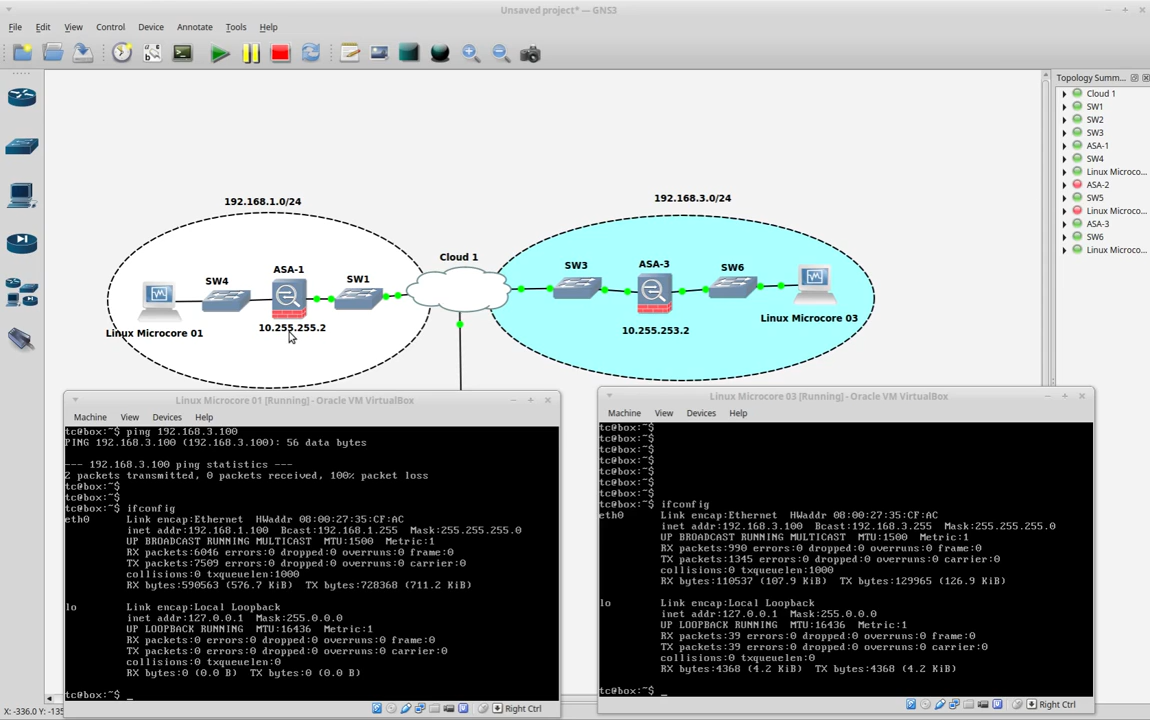 Unsaved project* — GNS3
File Edit View Control Device Annotate Tools Help
Topology Summ...
Cloud 1
SW1
SW2
SW3
ASA-1
SW4
Linux Microco...
ASA-2
SW5
Linux Microco...
ASA-3
SW6
Linux Microco...
192.168.1.0/24
192.168.3.0/24
Cloud 1
SW4
ASA-1
SW1
SW3
ASA-3
SW6
Linux Microcore 01
10.255.255.2
10.255.253.2
Linux Microcore 03
Linux Microcore 01 [Running] - Oracle VM VirtualBox
Machine View Devices Help
tc@box:~$ ping 192.168.3.100
PING 192.168.3.100 (192.168.3.100): 56 data bytes
--- 192.168.3.100 ping statistics ---
2 packets transmitted, 0 packets received, 100% packet loss
tc@box:~$
tc@box:~$
tc@box:~$ ifconfig
eth0 Link encap:Ethernet HWaddr 08:00:27:35:CF:AC
inet addr:192.168.1.100 Bcast:192.168.1.255 Mask:255.255.255.0
UP BROADCAST RUNNING MULTICAST MTU:1500 Metric:1
RX packets:6046 errors:0 dropped:0 overruns:0 frame:0
TX packets:7509 errors:0 dropped:0 overruns:0 carrier:0
collisions:0 txqueuelen:1000
RX bytes:590563 (576.7 KiB) TX bytes:728368 (711.2 KiB)
lo Link encap:Local Loopback
inet addr:127.0.0.1 Mask:255.0.0.0
UP LOOPBACK RUNNING MTU:16436 Metric:1
RX packets:0 errors:0 dropped:0 overruns:0 frame:0
TX packets:0 errors:0 dropped:0 overruns:0 carrier:0
collisions:0 txqueuelen:0
RX bytes:0 (0.0 B) TX bytes:0 (0.0 B)
tc@box:~$ _
Right Ctrl
Linux Microcore 03 [Running] - Oracle VM VirtualBox
Machine View Devices Help
tc@box:~$
tc@box:~$
tc@box:~$
tc@box:~$
tc@box:~$
tc@box:~$
tc@box:~$
tc@box:~$ ifconfig
eth0 Link encap:Ethernet HWaddr 08:00:27:35:CF:AC
inet addr:192.168.3.100 Bcast:192.168.3.255 Mask:255.255.255.0
UP BROADCAST RUNNING MULTICAST MTU:1500 Metric:1
RX packets:990 errors:0 dropped:0 overruns:0 frame:0
TX packets:1345 errors:0 dropped:0 overruns:0 carrier:0
collisions:0 txqueuelen:1000
RX bytes:110537 (107.9 KiB) TX bytes:129965 (126.9 KiB)
lo Link encap:Local Loopback
inet addr:127.0.0.1 Mask:255.0.0.0
UP LOOPBACK RUNNING MTU:16436 Metric:1
RX packets:39 errors:0 dropped:0 overruns:0 frame:0
TX packets:39 errors:0 dropped:0 overruns:0 carrier:0
collisions:0 txqueuelen:0
RX bytes:4368 (4.2 KiB) TX bytes:4368 (4.2 KiB)
tc@box:~$ _
Right Ctrl
X: -336.0 Y: -135